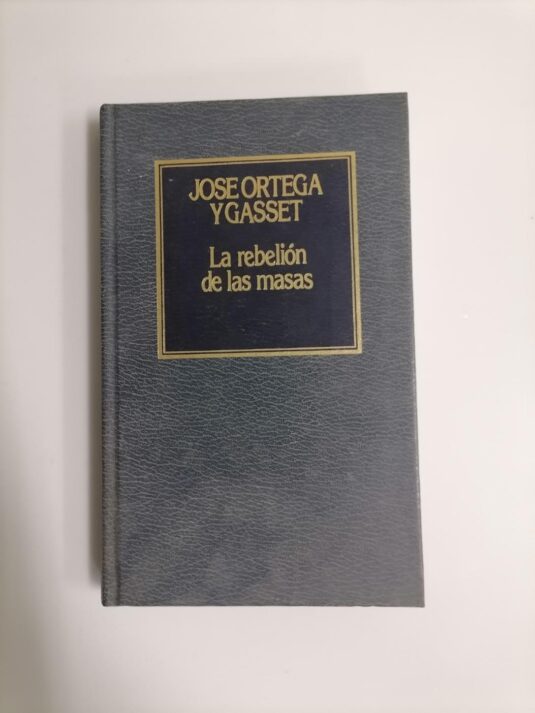 JOSE ORTEGA
Y GASSET
La rebelión
de las masas